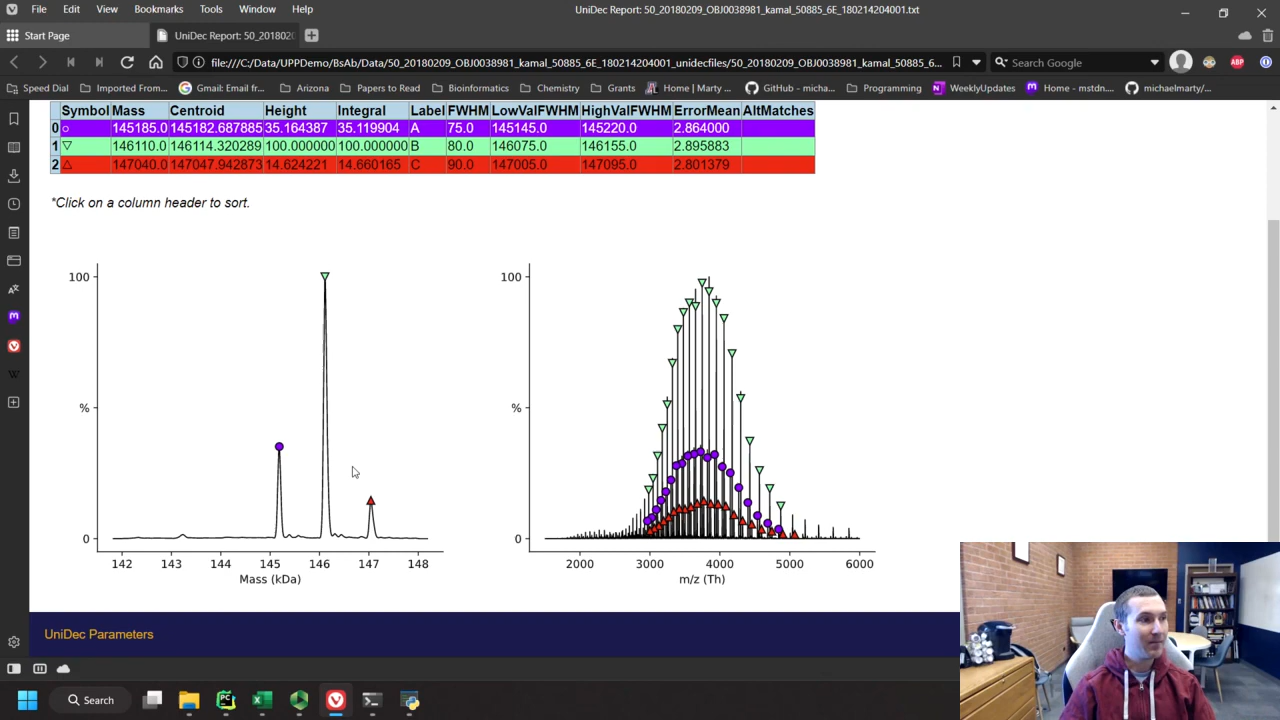 File Edit View Bookmarks Tools Window Help UniDec Report: 50_20180209_OBJ0038981_kamal_50885_6E_180214204001.txt
Start Page UniDec Report: 50_201802
file:///C:/Data/UPPDemo/BsAb/Data/50_20180209_OBJ0038981_kamal_50885_6E_180214204001_unidecfiles/50_20180209_OBJ0038981_kamal_50885_6E_180214204001_6... Search Google ABP
Speed Dial Imported From... Gmail: Email fr... Arizona Papers to Read Bioinformatics Chemistry Grants Home | Marty ... GitHub - micha... Programming WeeklyUpdates Home - mstdn.... michaelmarty/...
Symbol Mass Centroid Height Integral Label FWHM LowValFWHM HighValFWHM ErrorMean AltMatches
0 ○ 145185.0 145182.687885 35.164387 35.119904 A 75.0 145145.0 145220.0 2.864000
1 ▽ 146110.0 146114.320289 100.000000 100.000000 B 80.0 146075.0 146155.0 2.895883
2 △ 147040.0 147047.942873 14.624221 14.660165 C 90.0 147005.0 147095.0 2.801379
*Click on a column header to sort.
100 100
% %
0 0
142 143 144 145 146 147 148 2000 3000 4000 5000 6000
Mass (kDa) m/z (Th)
UniDec Parameters
Search